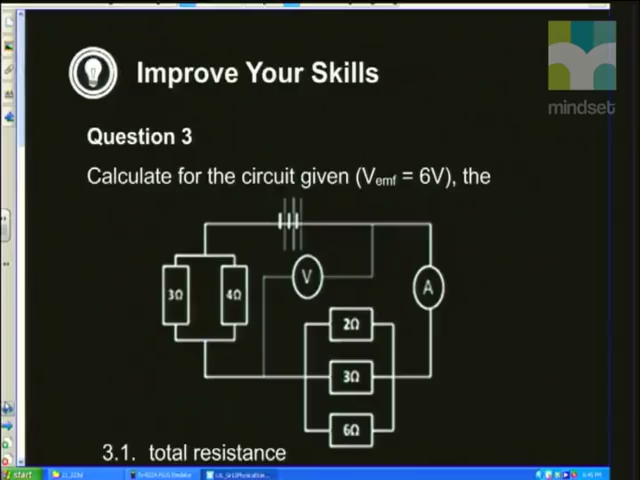 mindset
Improve Your Skills
Question 3
Calculate for the circuit given (Vemf = 6V), the
V
3Ω
4Ω
A
2Ω
3Ω
6Ω
3.1. total resistance
start